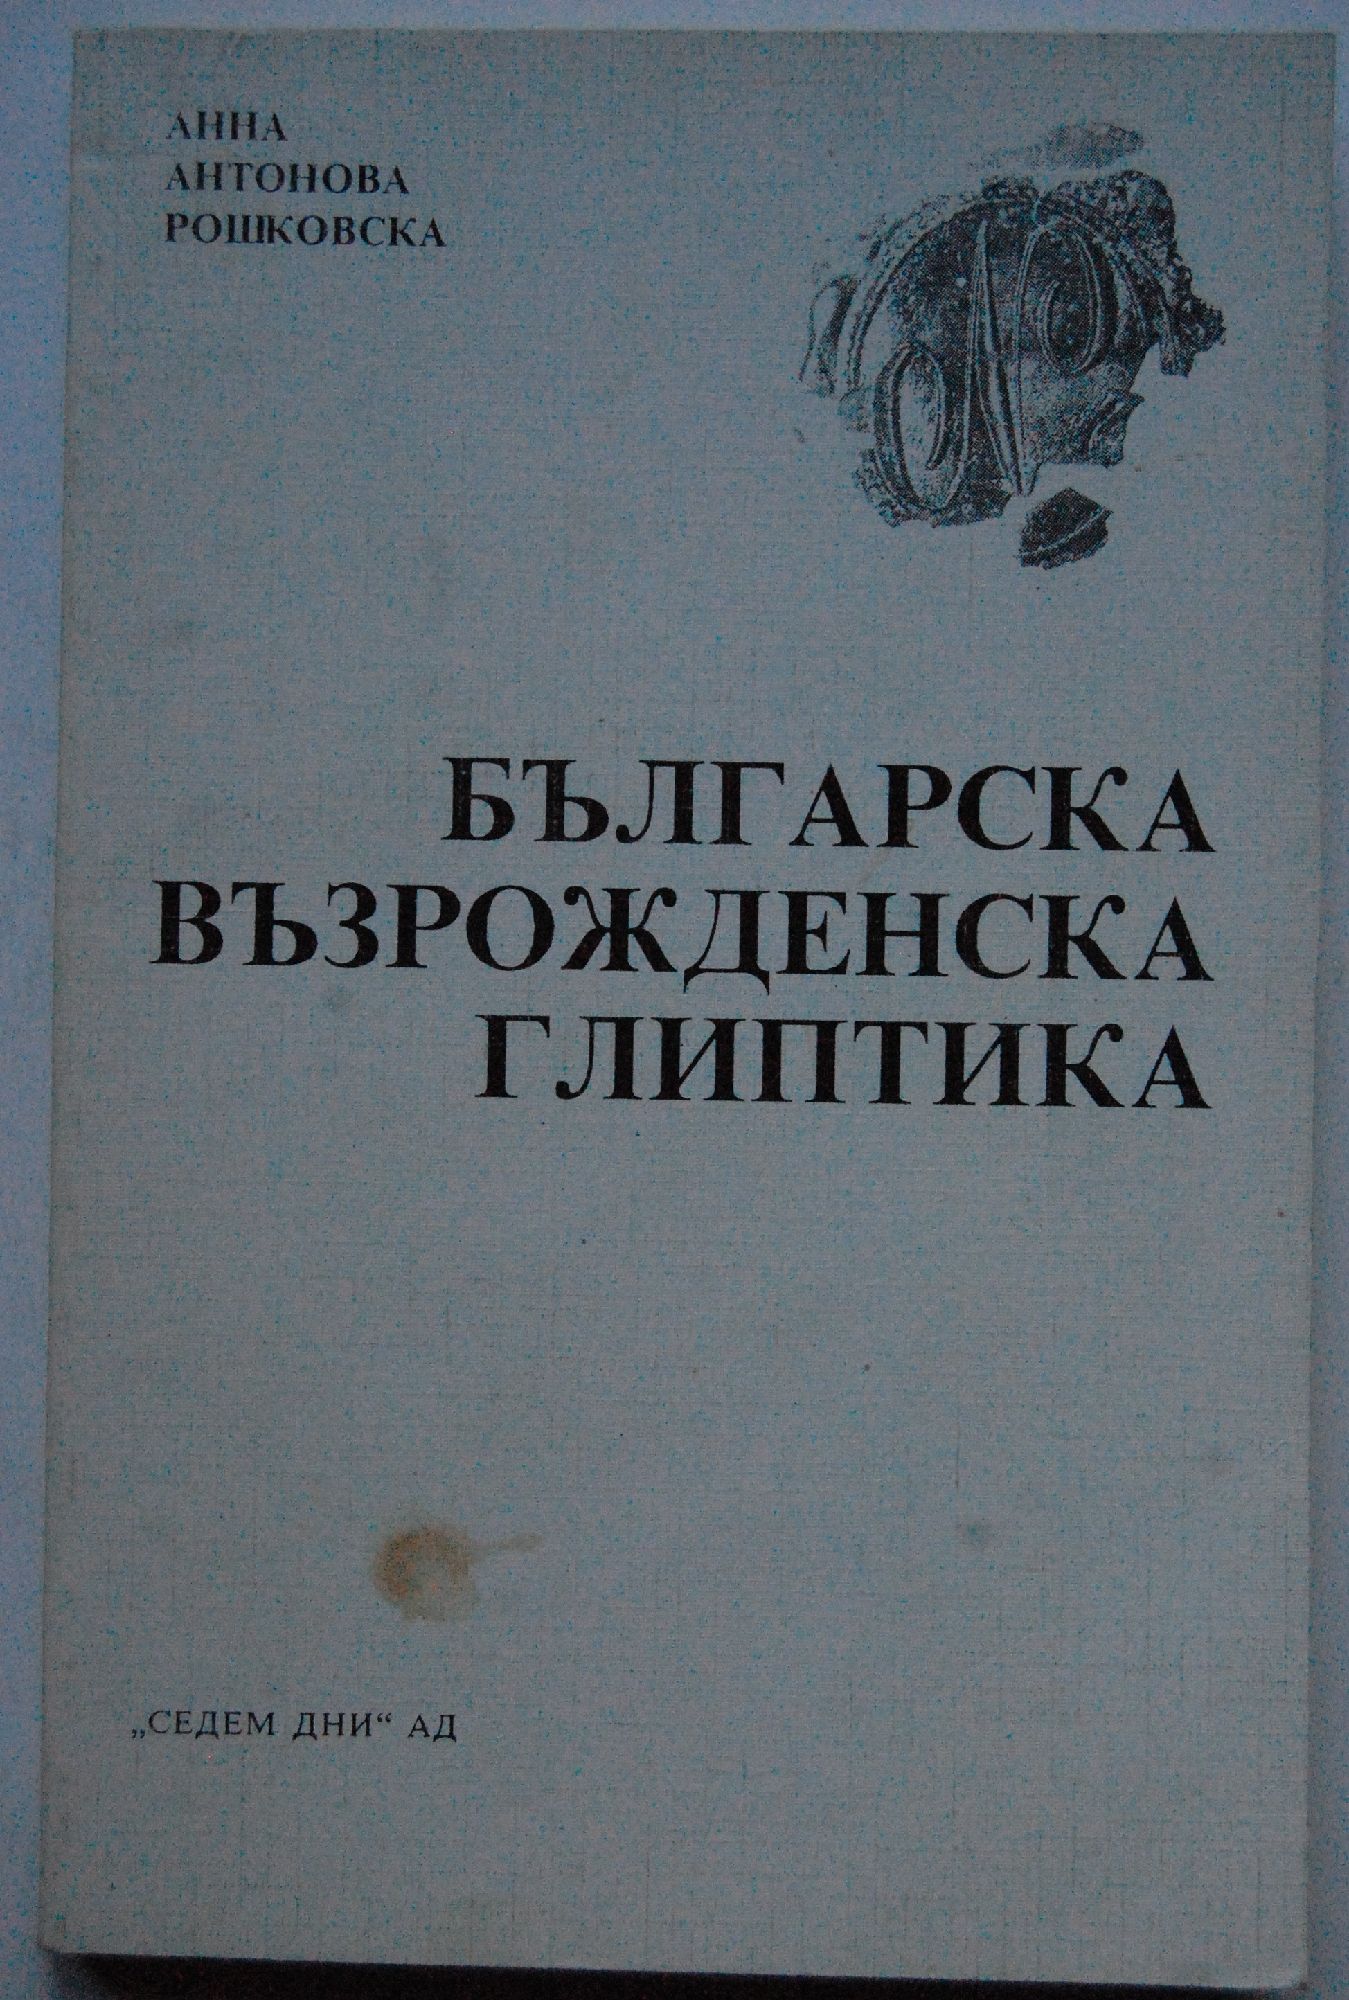 АННА
АНТОНОВА
РОШКОВСКА
БЪЛГАРСКА
ВЪЗРОЖДЕНСКА
ГЛИПТИКА
„СЕДЕМ ДНИ“ АД